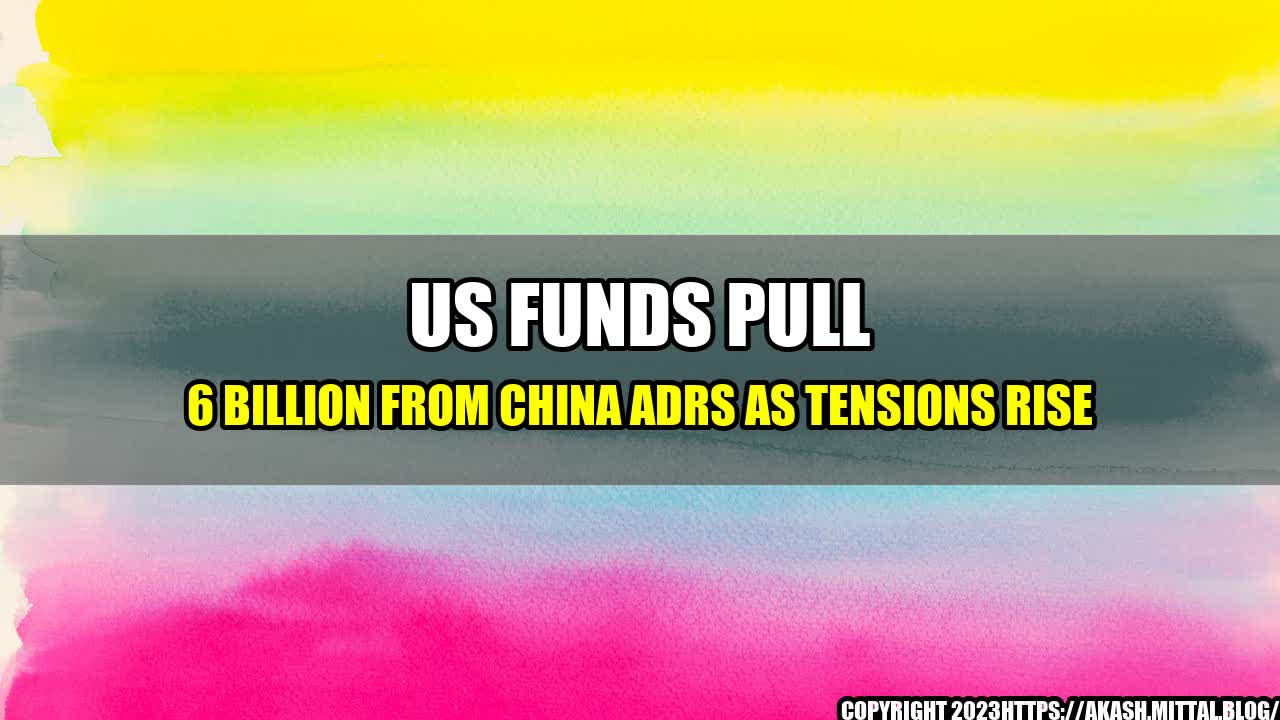 US FUNDS PULL
6 BILLION FROM CHINA ADRS AS TENSIONS RISE
COPYRIGHT 2023HTTPS://AKASH.MITTAL.BLOG/